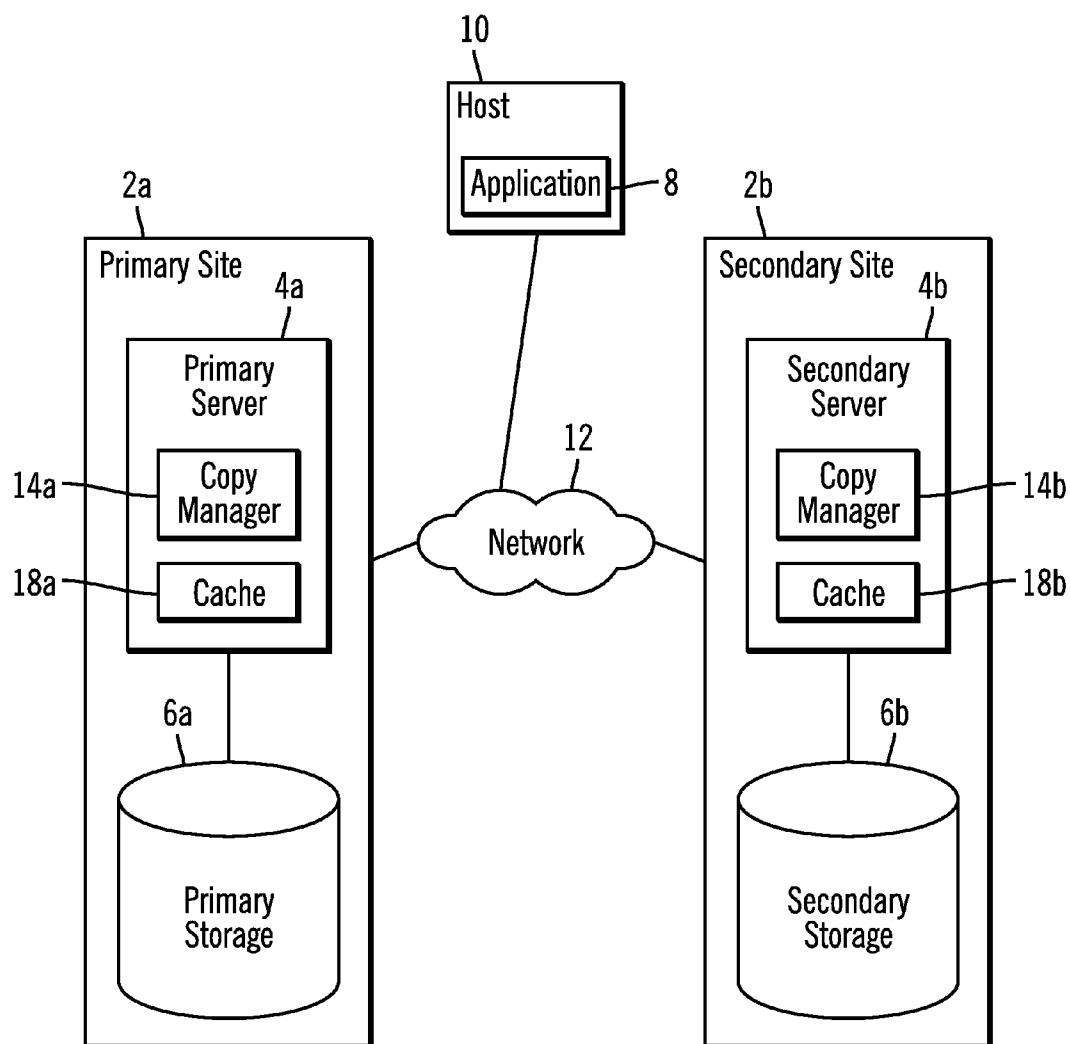 10
Host
Application
8
2a
2b
Primary Site
Secondary Site
4a
4b
Primary
Server
Secondary
Server
12
14a
Copy
Manager
Copy
Manager
14b
Network
18a
Cache
Cache
18b
6a
6b
Primary
Storage
Secondary
Storage